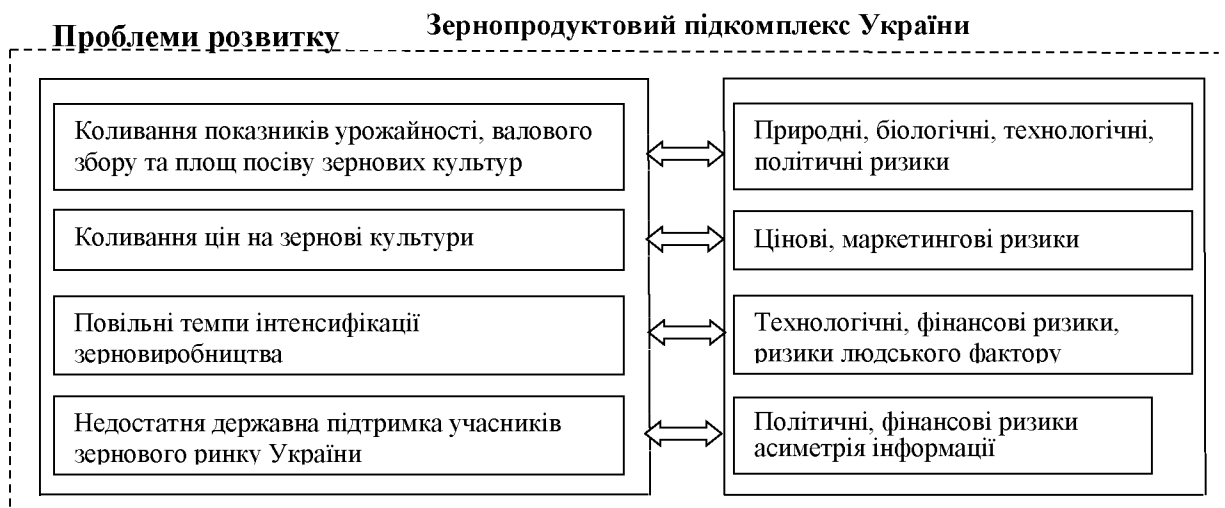 Зернопродуктовий підкомплекс України
Проблеми розвитку
Коливання показників урожайності, валового
збору та площ посіву зернових культур
Природні, біологічні, технологічні,
політичні ризики
Коливання цін на зернові культури
Цінові, маркетингові ризики
Повільні темпи інтенсифікації
зерновиробництва
Технологічні, фінансові ризики,
ризики людського фактору
Недостатня державна підтримка учасників
зернового ринку України
Політичні, фінансові ризики
асиметрія інформації